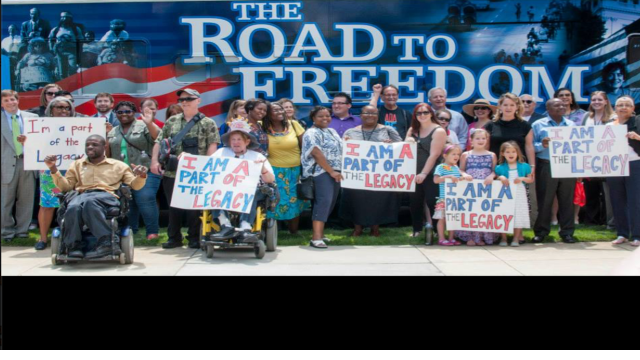 THE
ROAD TO
FREEDOM
I'm a part
of the
Legacy
I AM A
PART OF
THE LEGACY
I AM A
PART OF
THE LEGACY
I AM A
PART OF
THE LEGACY
I AM A
PART OF
THE LEGACY